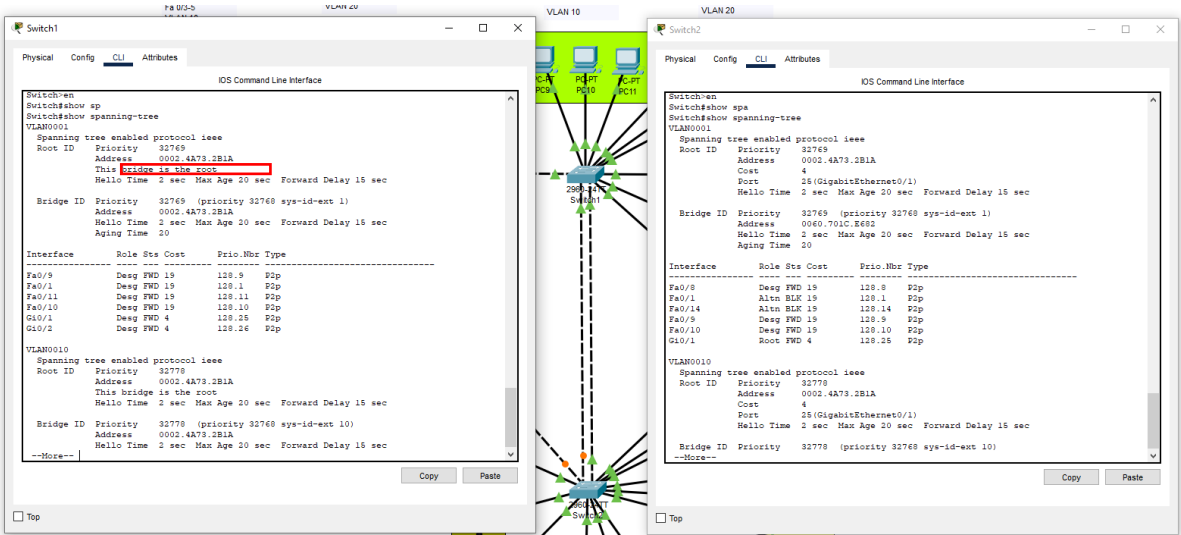 Fa 0/3-5
VLAN 20
VLAN 10
VLAN 20
Switch1
Physical Config CLI Attributes
IOS Command Line Interface
Switch>en
Switch#show sp
Switch#show spanning-tree
VLAN0001
Spanning tree enabled protocol ieee
Root ID Priority 32769
Address 0002.4A73.2B1A
This bridge is the root
Hello Time 2 sec Max Age 20 sec Forward Delay 15 sec
Bridge ID Priority 32769 (priority 32768 sys-id-ext 1)
Address 0002.4A73.2B1A
Hello Time 2 sec Max Age 20 sec Forward Delay 15 sec
Aging Time 20
Interface Role Sts Cost Prio.Nbr Type
---------------- ---- --- --------- -------- --------------------------------
Fa0/9 Desg FWD 19 128.9 P2p
Fa0/1 Desg FWD 19 128.1 P2p
Fa0/11 Desg FWD 19 128.11 P2p
Fa0/10 Desg FWD 19 128.10 P2p
Gi0/1 Desg FWD 4 128.25 P2p
Gi0/2 Desg FWD 4 128.26 P2p
VLAN0010
Spanning tree enabled protocol ieee
Root ID Priority 32778
Address 0002.4A73.2B1A
This bridge is the root
Hello Time 2 sec Max Age 20 sec Forward Delay 15 sec
Bridge ID Priority 32778 (priority 32768 sys-id-ext 10)
Address 0002.4A73.2B1A
Hello Time 2 sec Max Age 20 sec Forward Delay 15 sec
--More--
Copy Paste
Top
PC-PT PC-PT PC-PT
PC9 PC10 PC11
2960-24TT
Switch1
2960-24TT
Switch2
Physical Config CLI Attributes
IOS Command Line Interface
Switch>en
Switch#show spa
Switch#show spanning-tree
VLAN0001
Spanning tree enabled protocol ieee
Root ID Priority 32769
Address 0002.4A73.2B1A
Cost 4
Port 25(GigabitEthernet0/1)
Hello Time 2 sec Max Age 20 sec Forward Delay 15 sec
Bridge ID Priority 32769 (priority 32768 sys-id-ext 1)
Address 0060.701C.E682
Hello Time 2 sec Max Age 20 sec Forward Delay 15 sec
Aging Time 20
Interface Role Sts Cost Prio.Nbr Type
---------------- ---- --- --------- -------- --------------------------------
Fa0/8 Desg FWD 19 128.8 P2p
Fa0/1 Altn BLK 19 128.1 P2p
Fa0/14 Altn BLK 19 128.14 P2p
Fa0/9 Desg FWD 19 128.9 P2p
Fa0/10 Desg FWD 19 128.10 P2p
Gi0/1 Root FWD 4 128.25 P2p
VLAN0010
Spanning tree enabled protocol ieee
Root ID Priority 32778
Address 0002.4A73.2B1A
Cost 4
Port 25(GigabitEthernet0/1)
Hello Time 2 sec Max Age 20 sec Forward Delay 15 sec
Bridge ID Priority 32778 (priority 32768 sys-id-ext 10)
--More--
Copy Paste
Top